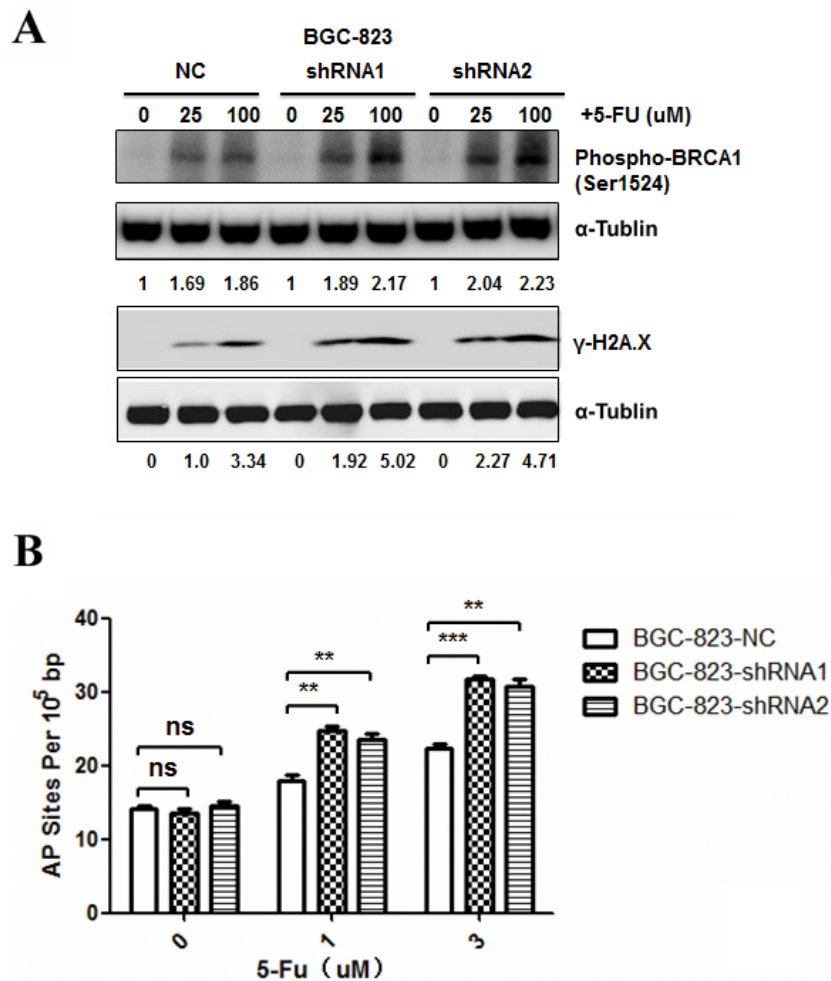 A
BGC-823
NC shRNA1 shRNA2
0 25 100 0 25 100 0 25 100 +5-FU (uM)
Phospho-BRCA1
(Ser1524)
α-Tublin
1 1.69 1.86 1 1.89 2.17 1 2.04 2.23
γ-H2A.X
α-Tublin
0 1.0 3.34 0 1.92 5.02 0 2.27 4.71
B
AP Sites Per 10⁵ bp
40
30
20
10
0
ns
ns
**
**
**
***
BGC-823-NC
BGC-823-shRNA1
BGC-823-shRNA2
0 1 3
5-Fu (uM)